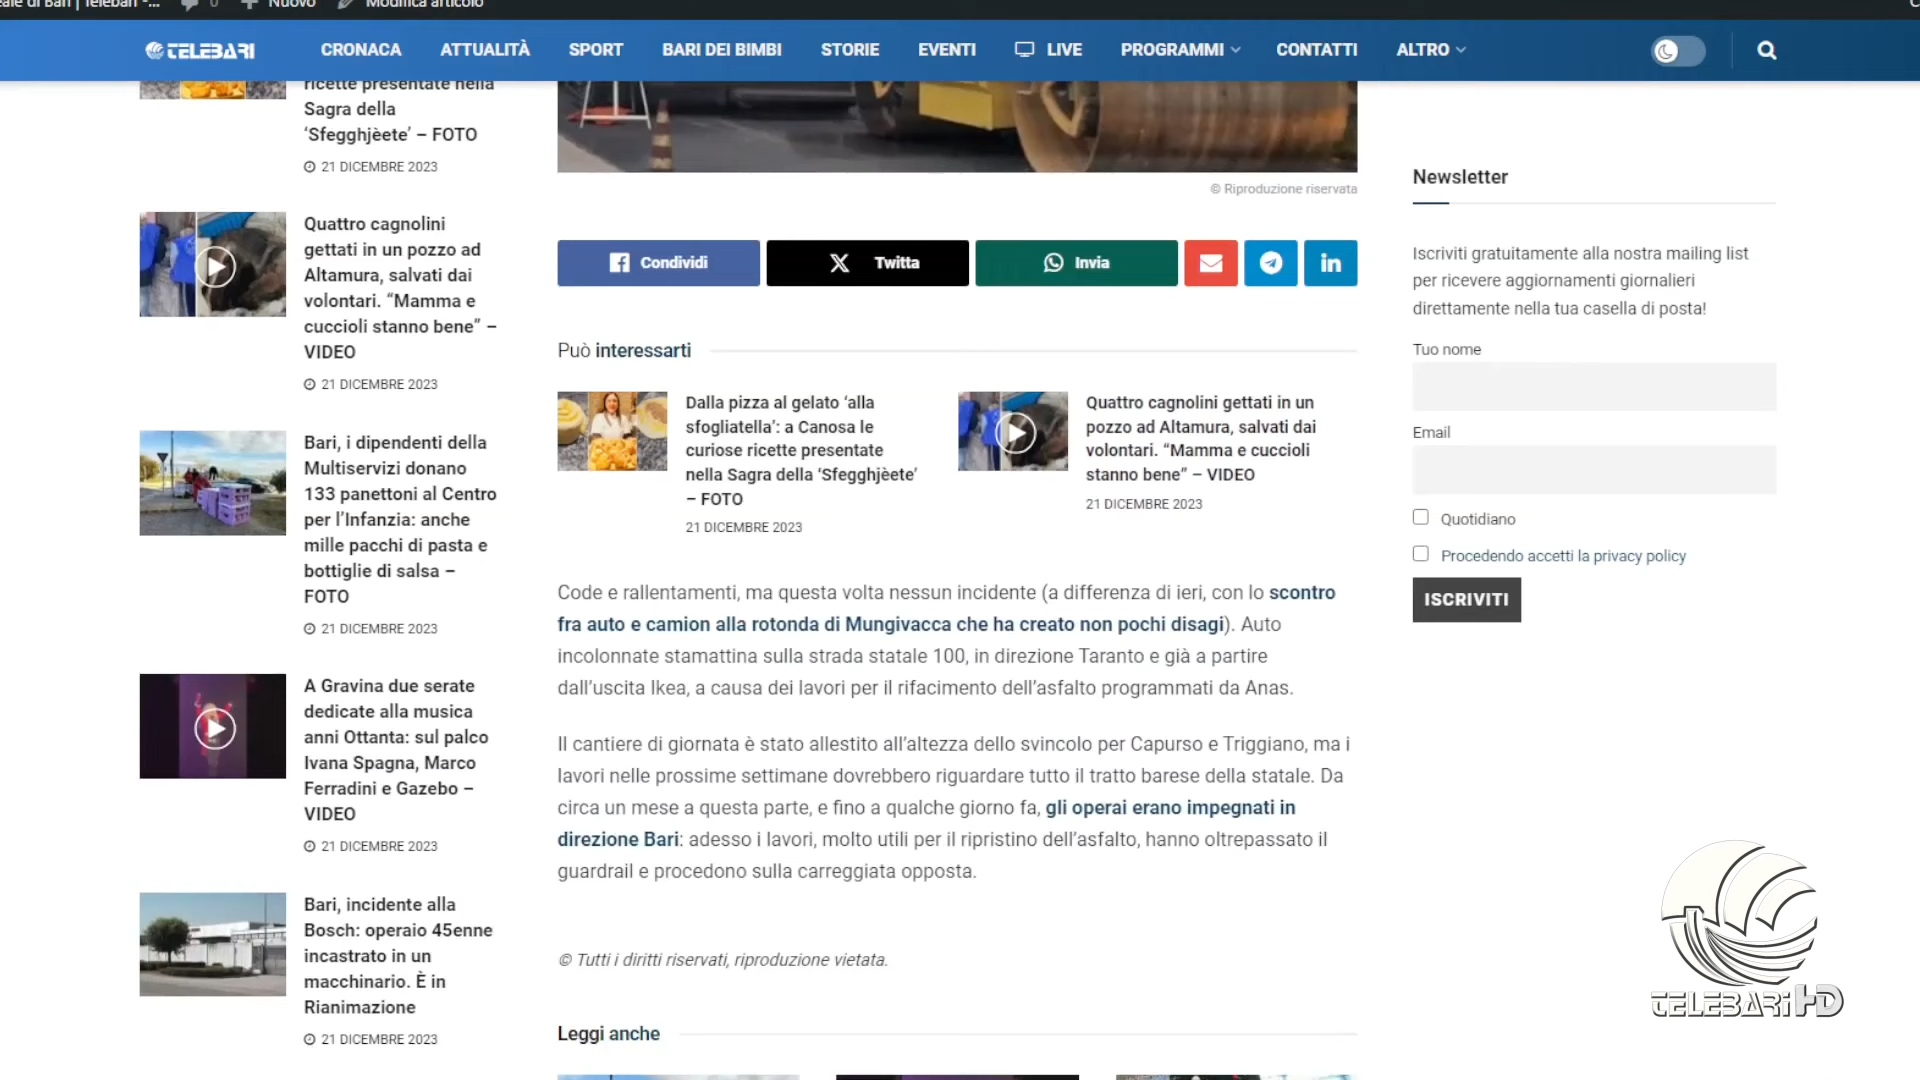 eale di Bari | Telebari -... 0 Nuovo Modifica articolo
TELEBARI CRONACA ATTUALITÀ SPORT BARI DEI BIMBI STORIE EVENTI LIVE PROGRAMMI CONTATTI ALTRO
ricette presentate nella
Sagra della
‘Sfegghjèete’ – FOTO
21 DICEMBRE 2023
Quattro cagnolini
gettati in un pozzo ad
Altamura, salvati dai
volontari. “Mamma e
cuccioli stanno bene” –
VIDEO
21 DICEMBRE 2023
Bari, i dipendenti della
Multiservizi donano
133 panettoni al Centro
per l’Infanzia: anche
mille pacchi di pasta e
bottiglie di salsa –
FOTO
21 DICEMBRE 2023
A Gravina due serate
dedicate alla musica
anni Ottanta: sul palco
Ivana Spagna, Marco
Ferradini e Gazebo –
VIDEO
21 DICEMBRE 2023
Bari, incidente alla
Bosch: operaio 45enne
incastrato in un
macchinario. È in
Rianimazione
21 DICEMBRE 2023
© Riproduzione riservata
Condividi Twitta Invia
Può interessarti
Dalla pizza al gelato ‘alla
sfogliatella’: a Canosa le
curiose ricette presentate
nella Sagra della ‘Sfegghjèete’
– FOTO
21 DICEMBRE 2023
Quattro cagnolini gettati in un
pozzo ad Altamura, salvati dai
volontari. “Mamma e cuccioli
stanno bene” – VIDEO
21 DICEMBRE 2023
Code e rallentamenti, ma questa volta nessun incidente (a differenza di ieri, con lo scontro
fra auto e camion alla rotonda di Mungivacca che ha creato non pochi disagi). Auto
incolonnate stamattina sulla strada statale 100, in direzione Taranto e già a partire
dall’uscita Ikea, a causa dei lavori per il rifacimento dell’asfalto programmati da Anas.
Il cantiere di giornata è stato allestito all’altezza dello svincolo per Capurso e Triggiano, ma i
lavori nelle prossime settimane dovrebbero riguardare tutto il tratto barese della statale. Da
circa un mese a questa parte, e fino a qualche giorno fa, gli operai erano impegnati in
direzione Bari: adesso i lavori, molto utili per il ripristino dell’asfalto, hanno oltrepassato il
guardrail e procedono sulla carreggiata opposta.
© Tutti i diritti riservati, riproduzione vietata.
Leggi anche
Newsletter
Iscriviti gratuitamente alla nostra mailing list
per ricevere aggiornamenti giornalieri
direttamente nella tua casella di posta!
Tuo nome
Email
Quotidiano
Procedendo accetti la privacy policy
ISCRIVITI
TELEBARI HD